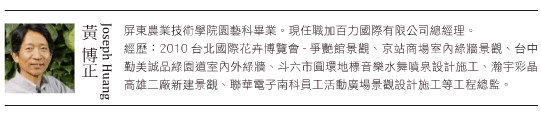 黃博正
Joseph Huang
屏東農業技術學院園藝科畢業。現任職加百力國際有限公司總經理。
經歷：2010 台北國際花卉博覽會 - 爭艷館景觀、京站商場室內綠牆景觀、台中
勤美誠品綠園道室內外綠牆、斗六市圓環地標音樂水舞噴泉設計施工、瀚宇彩晶
高雄二廠新建景觀、聯華電子南科員工活動廣場景觀設計施工等工程總監。